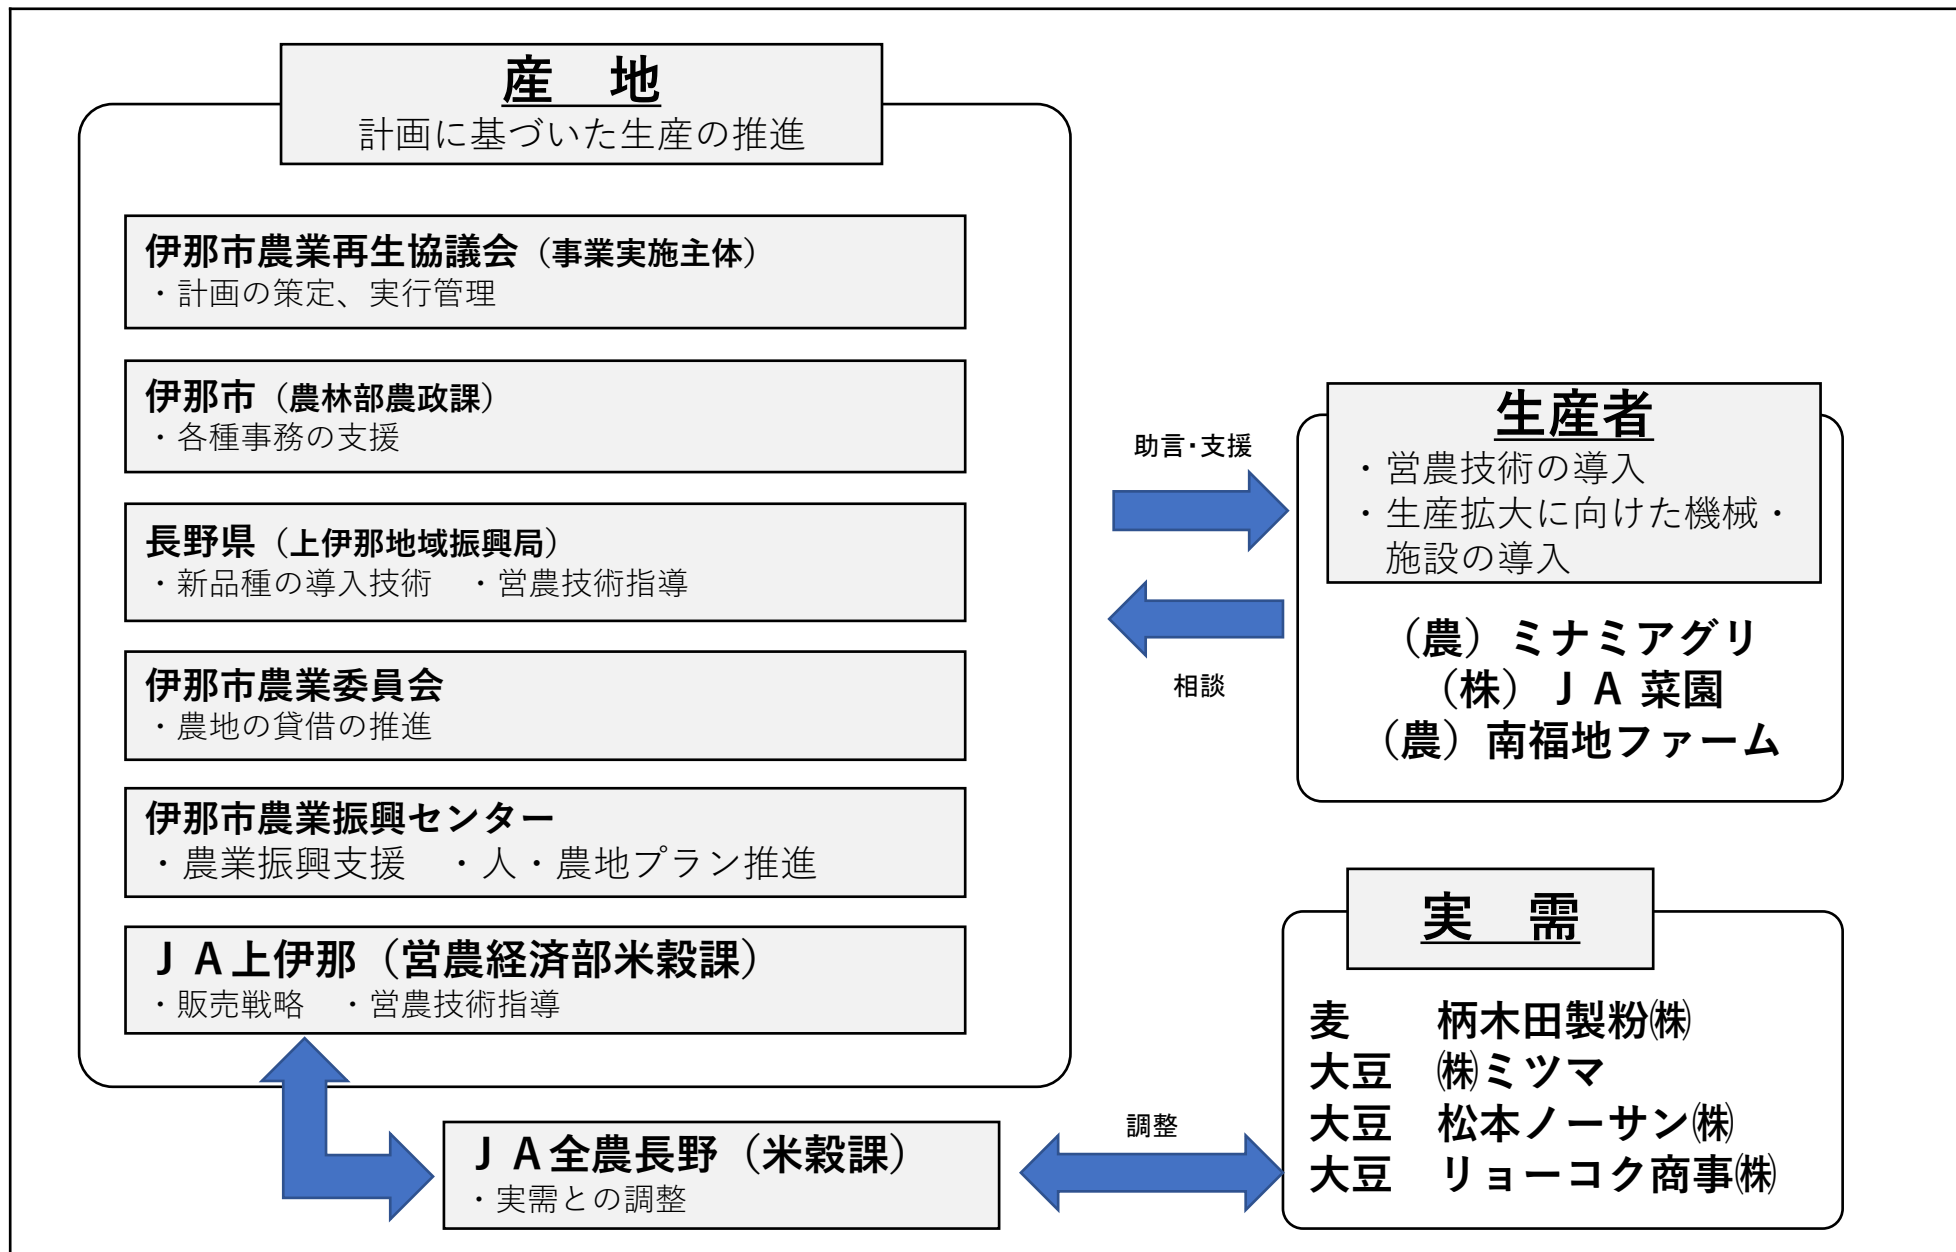 産　地
計画に基づいた生産の推進
伊那市農業再生協議会（事業実施主体）
・計画の策定、実行管理
伊那市（農林部農政課）
・各種事務の支援
長野県（上伊那地域振興局）
・新品種の導入技術　・営農技術指導
伊那市農業委員会
・農地の貸借の推進
伊那市農業振興センター
・農業振興支援　・人・農地プラン推進
ＪＡ上伊那（営農経済部米穀課）
・販売戦略　・営農技術指導
ＪＡ全農長野（米穀課）
・実需との調整
助言・支援
相談
調整
生産者
・営農技術の導入
・生産拡大に向けた機械・
施設の導入
（農）ミナミアグリ
（株）ＪＡ菜園
（農）南福地ファーム
実　需
麦　　柄木田製粉㈱
大豆　㈱ミツマ
大豆　松本ノーサン㈱
大豆　リョーコク商事㈱